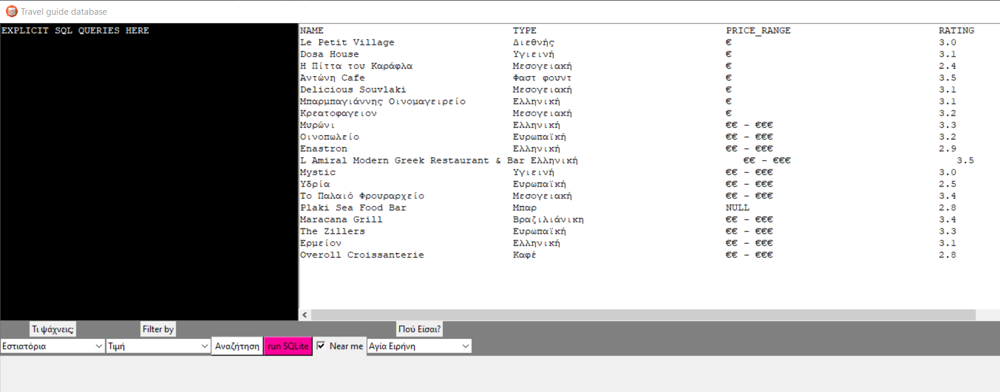 Travel guide database
EXPLICIT SQL QUERIES HERE
NAME TYPE PRICE_RANGE RATING
Le Petit Village Διεθνής € 3.0
Dosa House Υγιεινή € 3.1
Η Πίττα του Καράφλα Μεσογειακή € 2.4
Αντώνη Cafe Φαστ φουντ € 3.5
Delicious Souvlaki Μεσογειακή € 3.1
Μπαρμπαγιάννης Οινομαγειρείο Ελληνική € 3.1
Κρεατοφαγειον Μεσογειακή € 3.2
Μυρώνι Ελληνική €€ - €€€ 3.3
Οινοπωλείο Ευρωπαϊκή €€ - €€€ 3.2
Enastron Ελληνική €€ - €€€ 2.9
L Amiral Modern Greek Restaurant & Bar Ελληνική €€ - €€€ 3.5
Mystic Υγιεινή €€ - €€€ 3.0
Υδρία Ευρωπαϊκή €€ - €€€ 2.5
Το Παλαιό Φρουραρχείο Μεσογειακή €€ - €€€ 3.4
Plaki Sea Food Bar Μπαρ NULL 2.8
Maracana Grill Βραζιλιάνικη €€ - €€€ 3.4
The Zillers Ευρωπαϊκή €€ - €€€ 3.3
Ερμείον Ελληνική €€ - €€€ 3.1
Overoll Croissanterie Καφέ €€ - €€€ 2.8
Τι ψάχνεις; Filter by Πού Είσαι?
Εστιατόρια Τιμή Αναζήτηση run SQLite Near me Αγία Ειρήνη